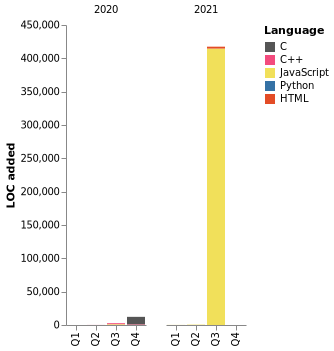 2020 2021
Language
C
C++
JavaScript
Python
HTML
LOC added
450,000
400,000
350,000
300,000
250,000
200,000
150,000
100,000
50,000
0
Q1 Q2 Q3 Q4 Q1 Q2 Q3 Q4